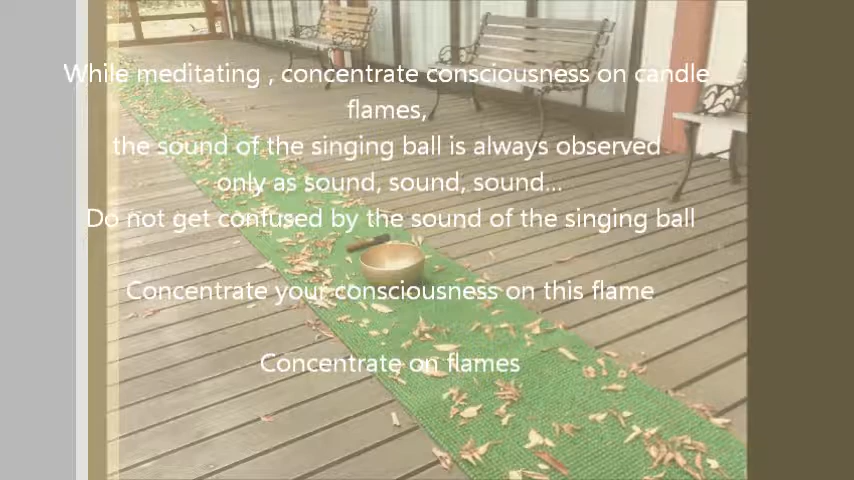 While meditating , concentrate consciousness on candle
flames,
the sound of the singing ball is always observed
only as sound, sound, sound...
Do not get confused by the sound of the singing ball
Concentrate your consciousness on this flame
Concentrate on flames